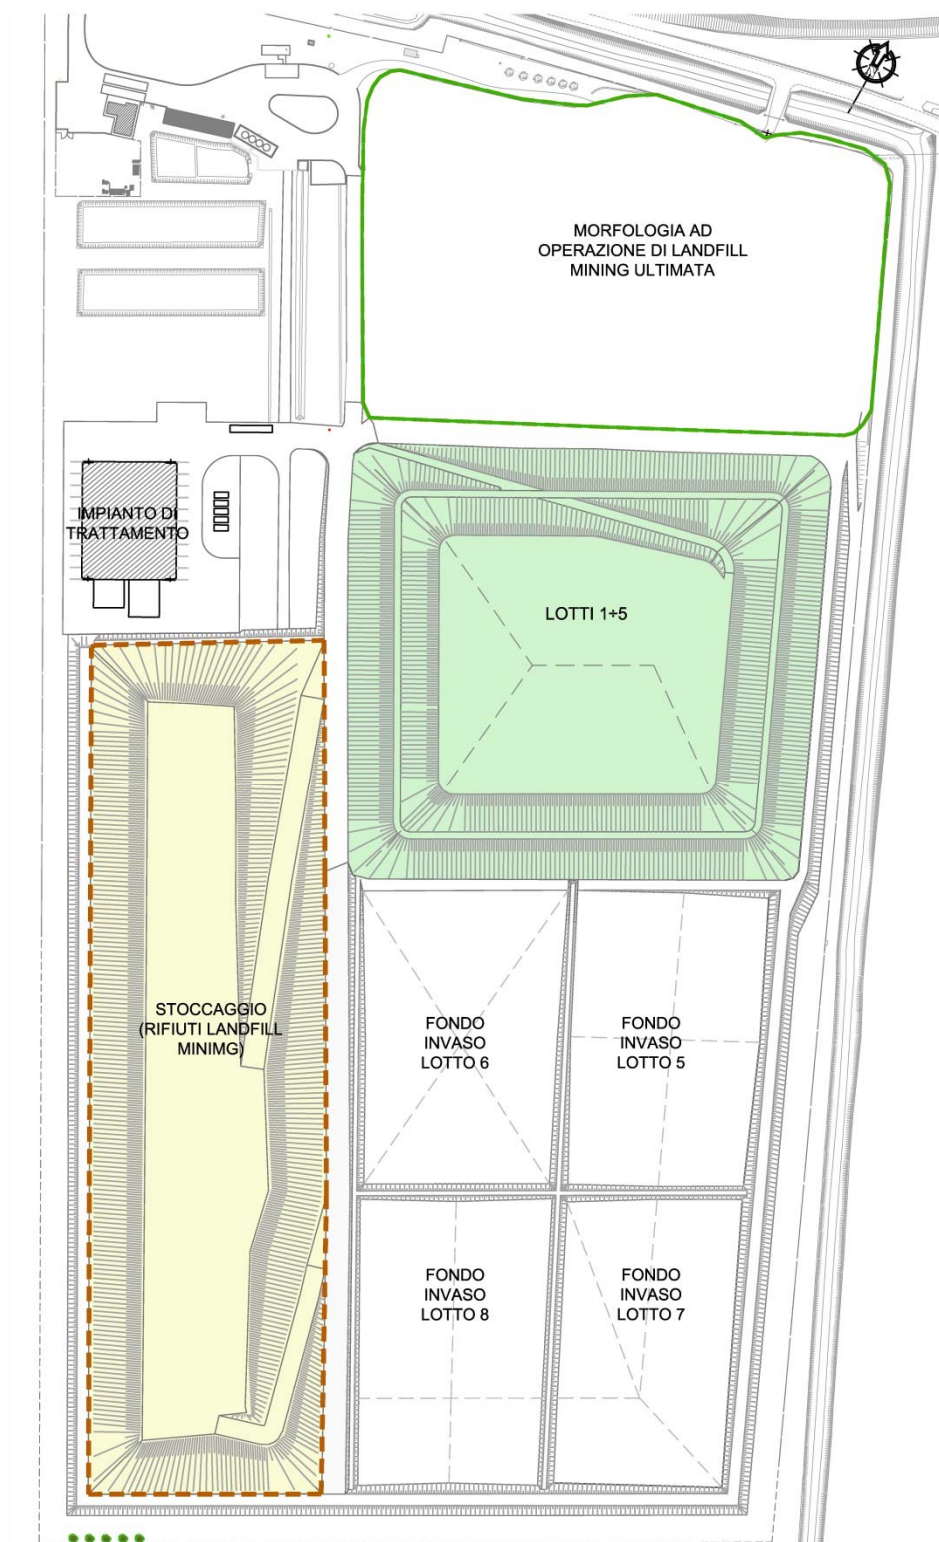 MORFOLOGIA AD
OPERAZIONE DI LANDFILL
MINING ULTIMATA
IMPIANTO DI
TRATTAMENTO
LOTTI 1÷5
STOCCAGGIO
(RIFIUTI LANDFILL
MINIMG)
FONDO
INVASO
LOTTO 6
FONDO
INVASO
LOTTO 5
FONDO
INVASO
LOTTO 8
FONDO
INVASO
LOTTO 7